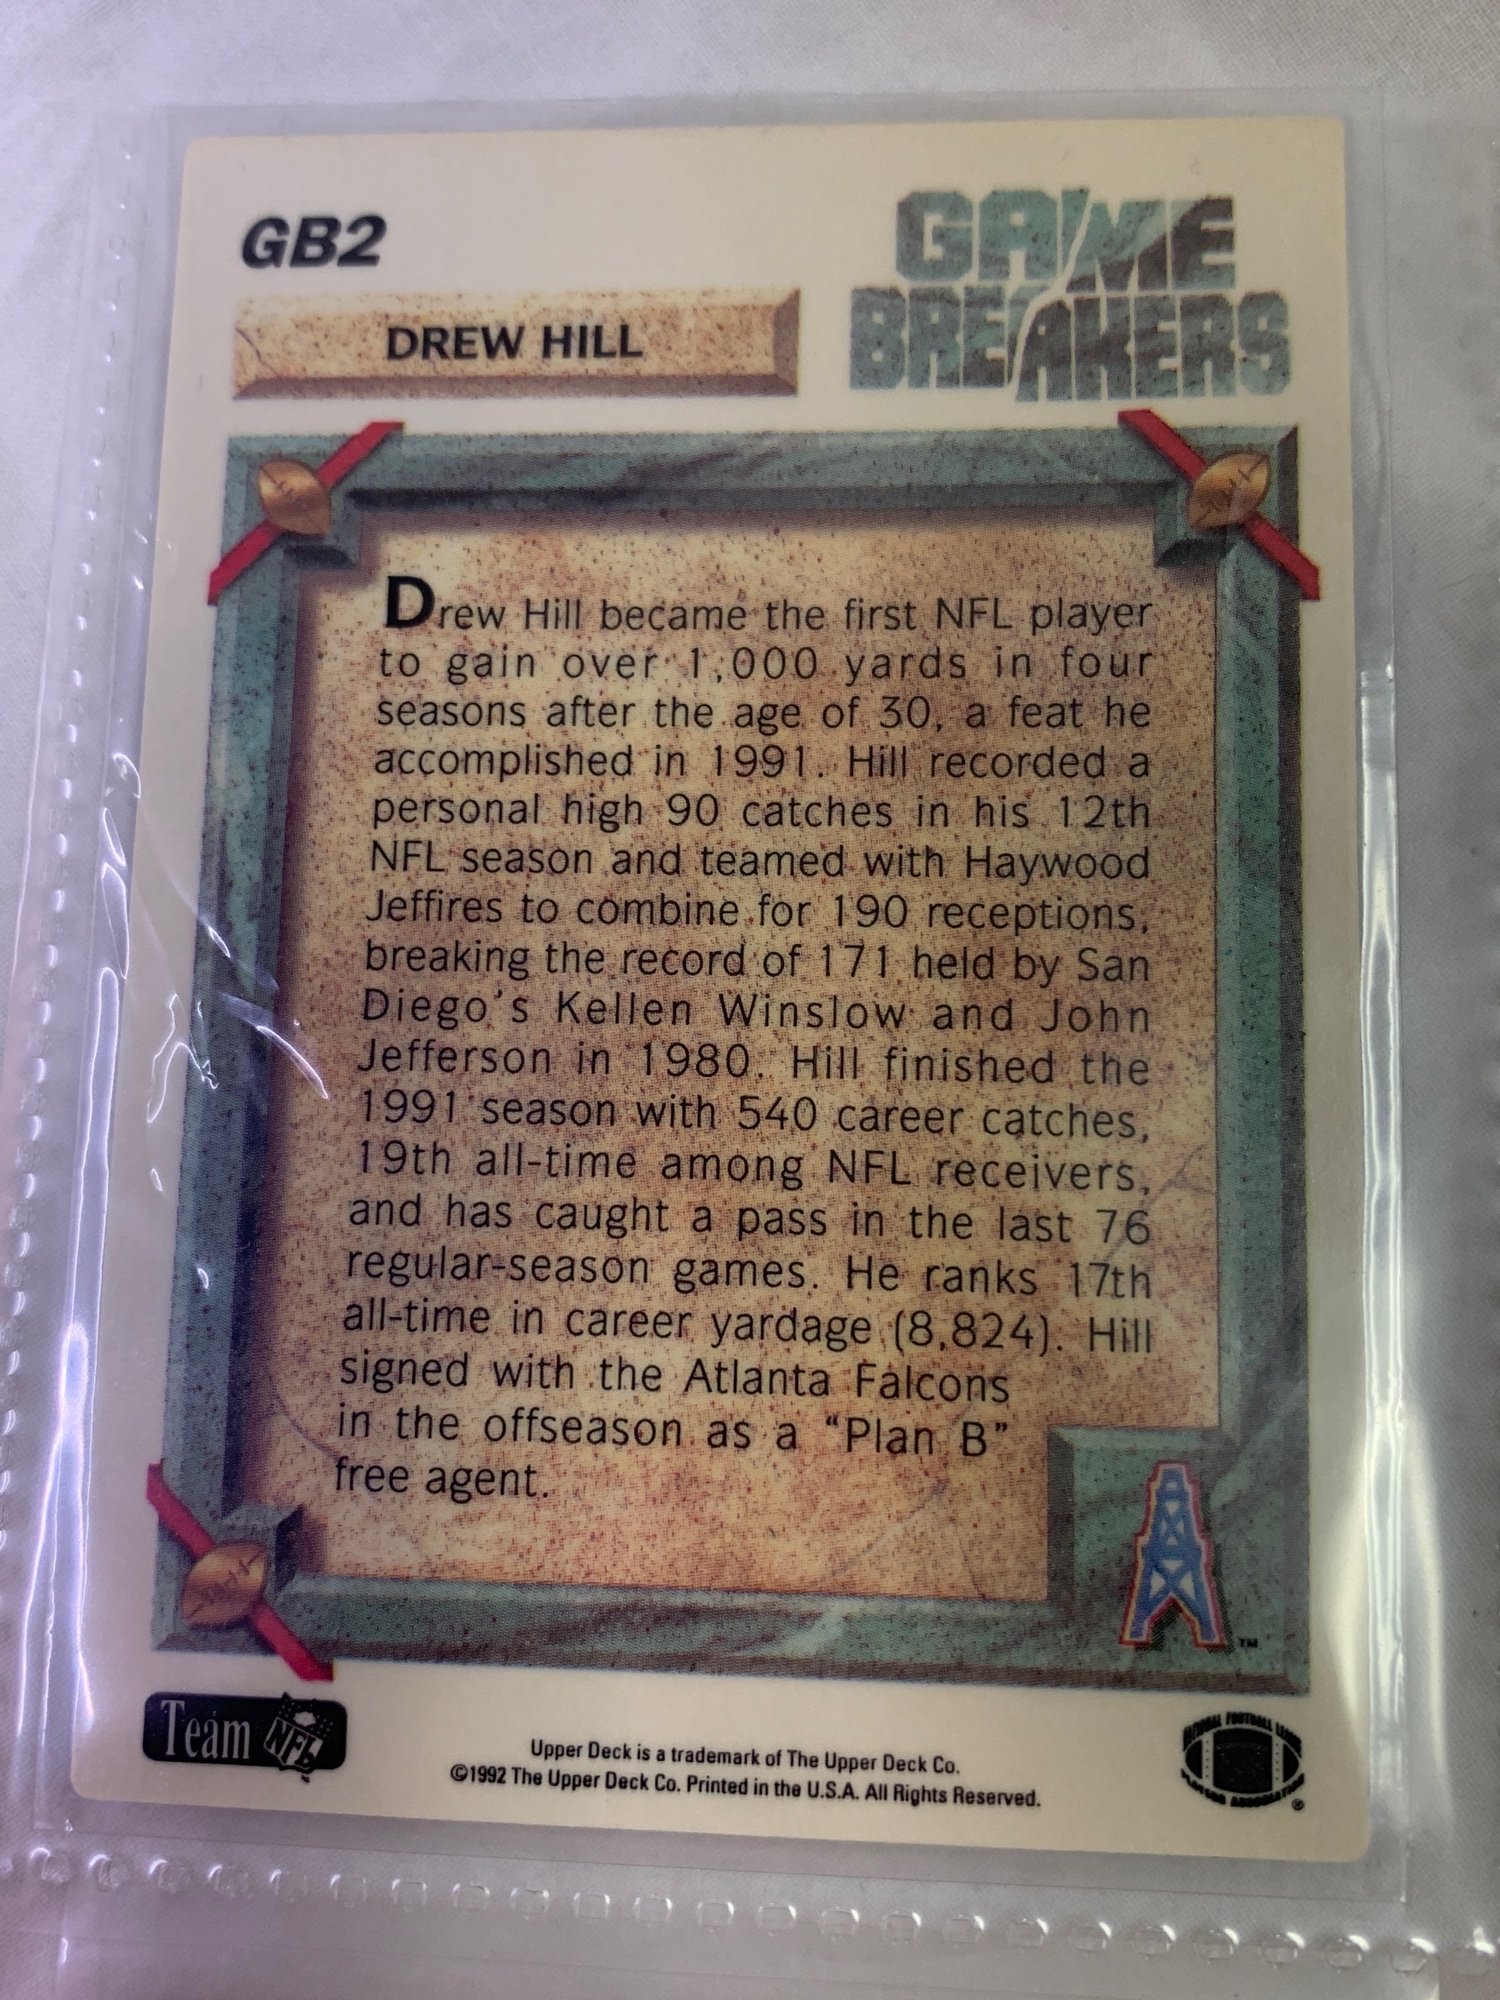 GB2
GAME
BREAKERS
DREW HILL
Drew Hill became the first NFL player
to gain over 1,000 yards in four
seasons after the age of 30, a feat he
accomplished in 1991. Hill recorded a
personal high 90 catches in his 12th
NFL season and teamed with Haywood
Jeffires to combine for 190 receptions,
breaking the record of 171 held by San
Diego's Kellen Winslow and John
Jefferson in 1980. Hill finished the
1991 season with 540 career catches,
19th all-time among NFL receivers,
and has caught a pass in the last 76
regular-season games. He ranks 17th
all-time in career yardage (8,824). Hill
signed with the Atlanta Falcons
in the offseason as a "Plan B"
free agent.
TM
Team NFL
Upper Deck is a trademark of The Upper Deck Co.
©1992 The Upper Deck Co. Printed in the U.S.A. All Rights Reserved.
NATIONAL FOOTBALL LEAGUE
PLAYERS ASSOCIATION
®